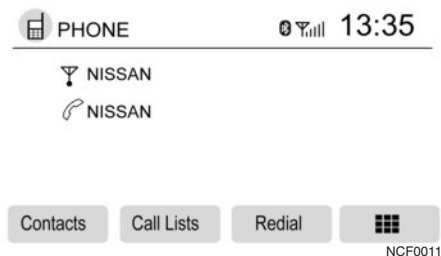 PHONE 13:35
NISSAN
NISSAN
Contacts Call Lists Redial
NCF0011